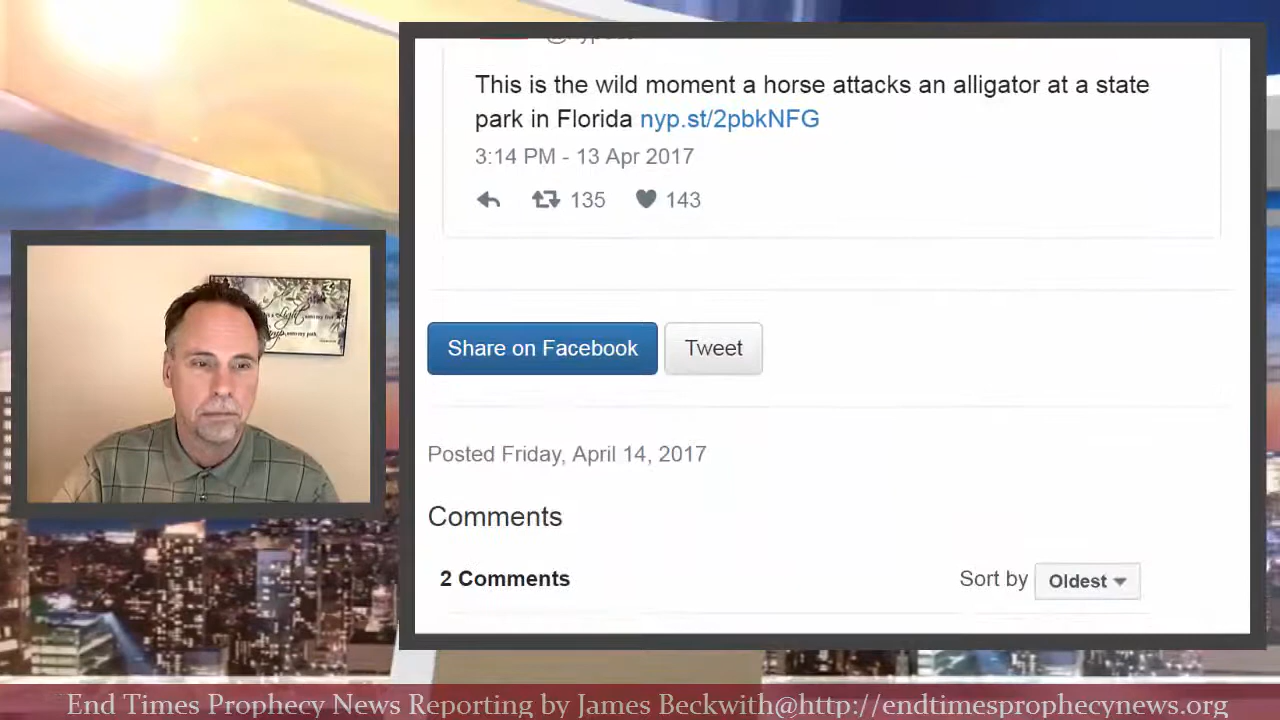 This is the wild moment a horse attacks an alligator at a state
park in Florida nyp.st/2pbkNFG
3:14 PM - 13 Apr 2017
135 143
Share on Facebook Tweet
Posted Friday, April 14, 2017
Comments
2 Comments Sort by Oldest
Light
End Times Prophecy News Reporting by James Beckwith@http://endtimesprophecynews.org